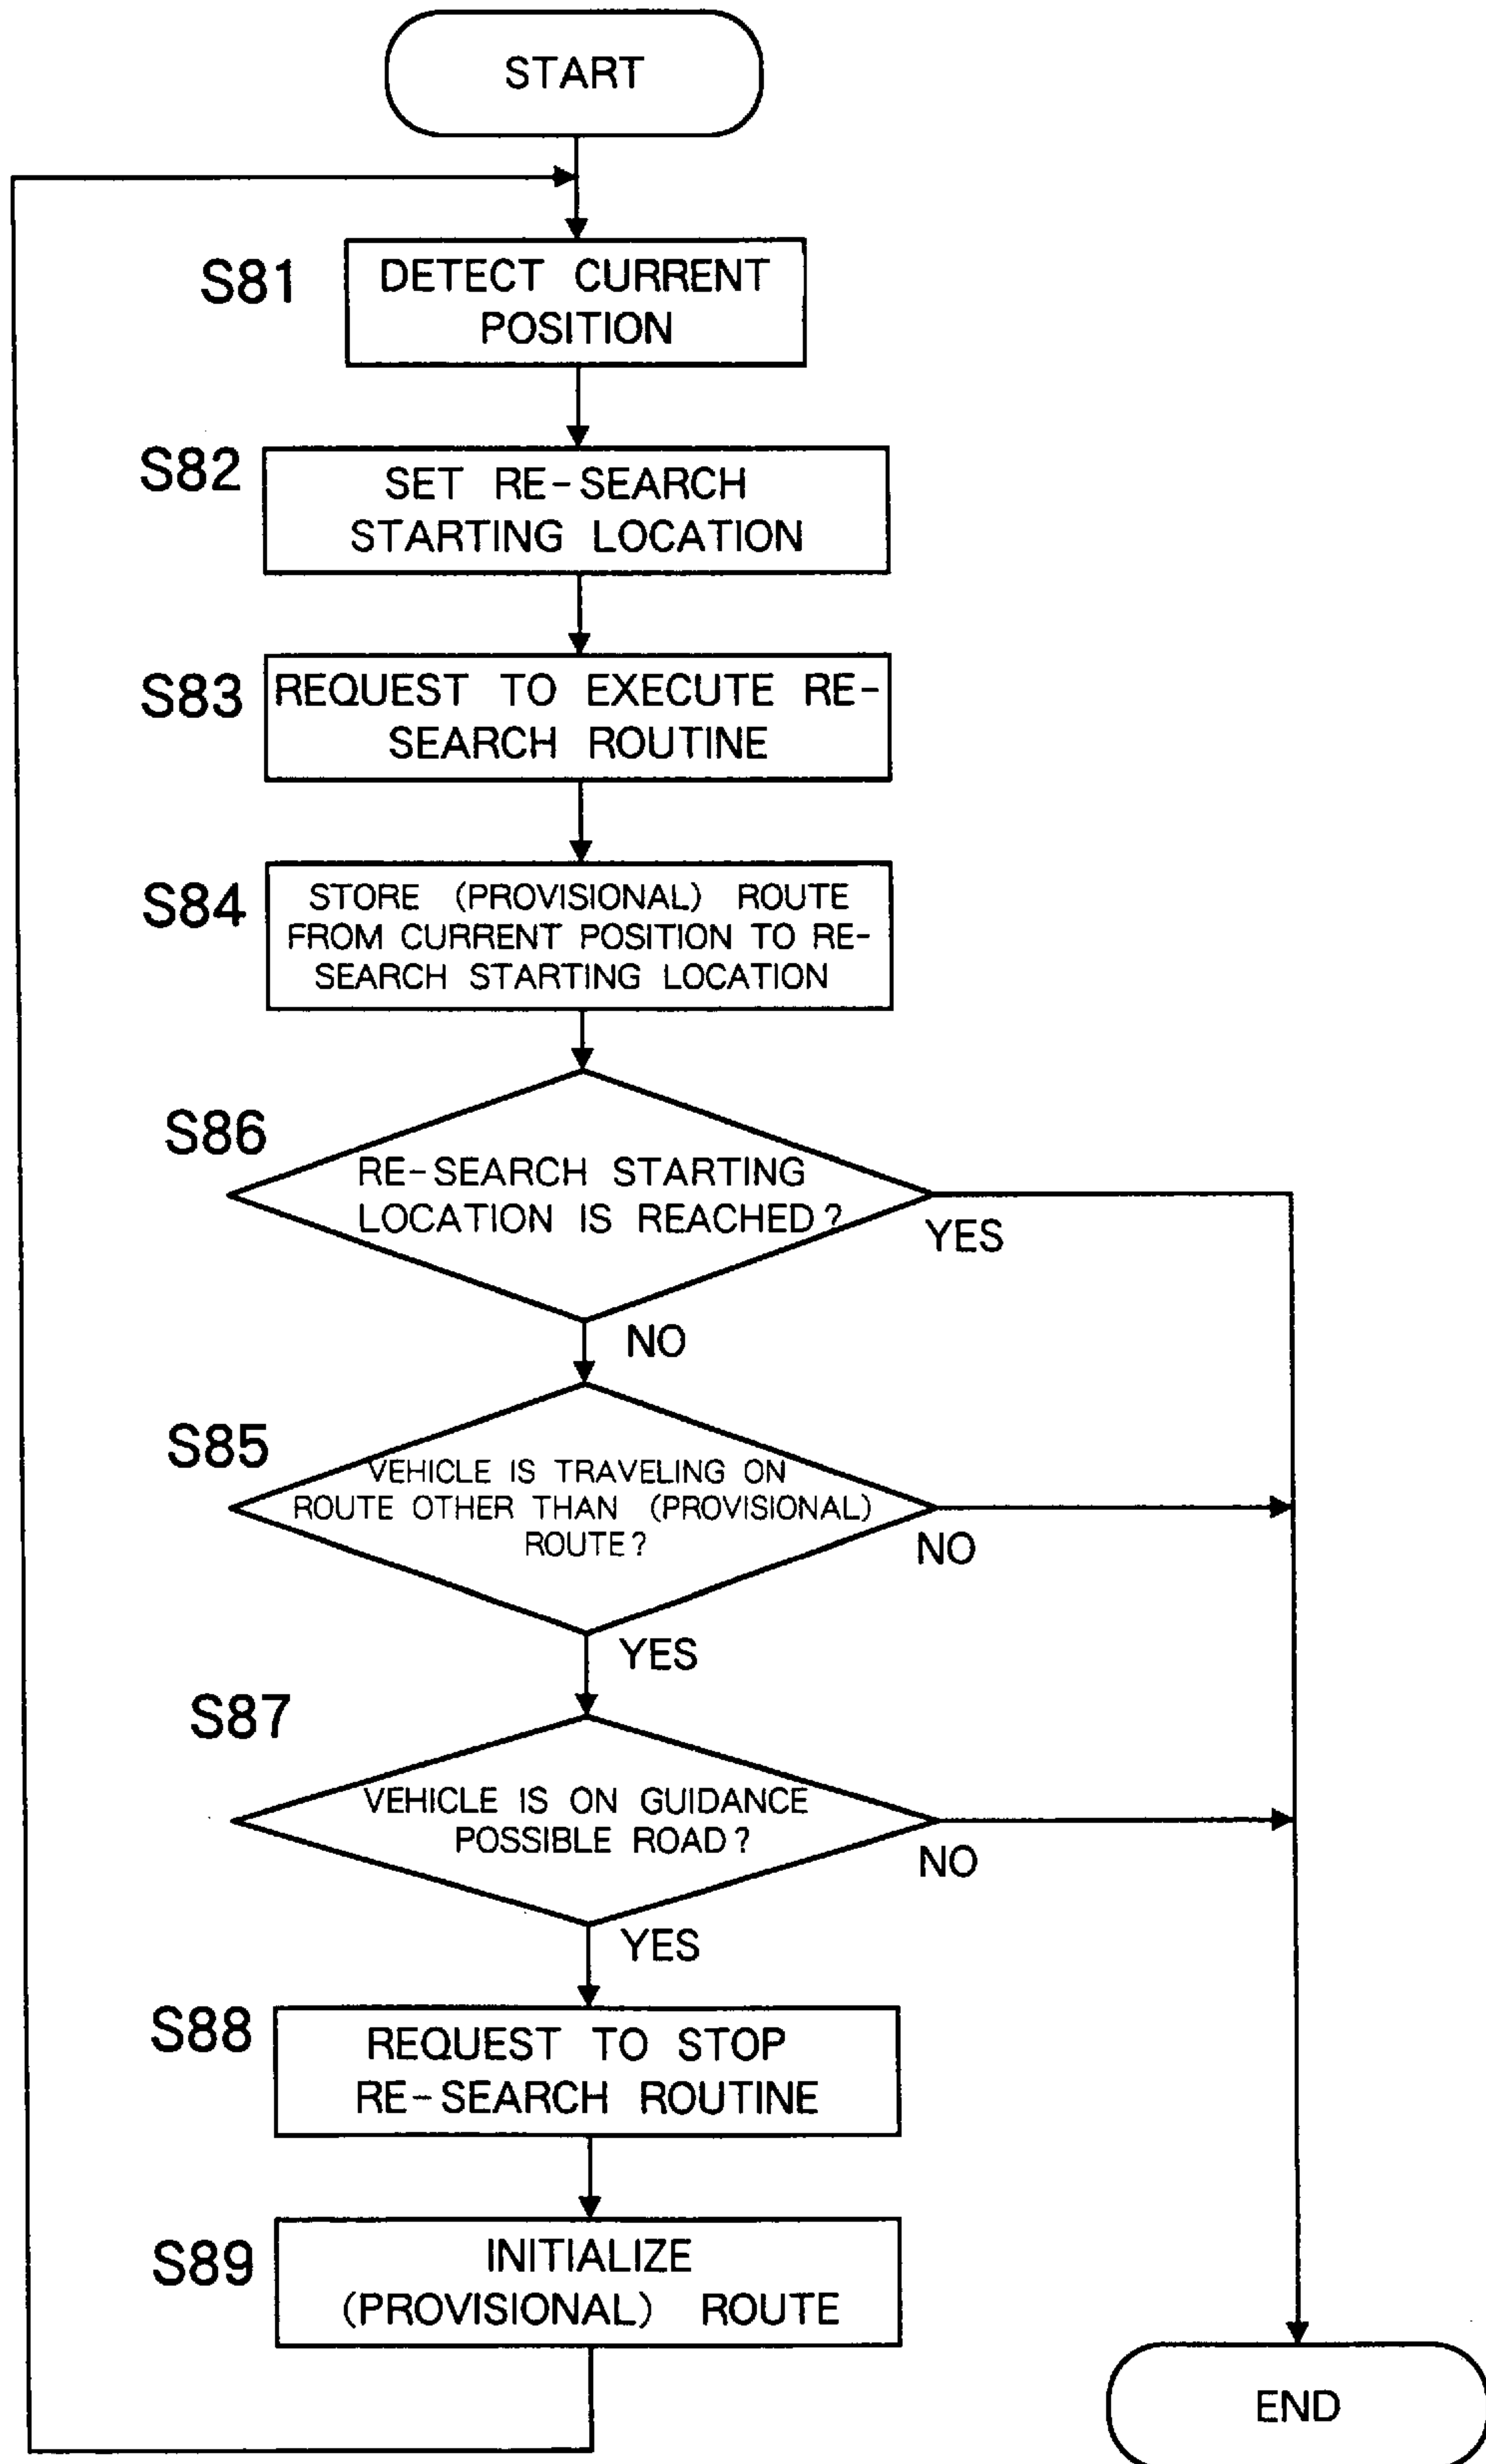 START
S81
DETECT CURRENT
POSITION
S82
SET RE-SEARCH
STARTING LOCATION
S83
REQUEST TO EXECUTE RE-
SEARCH ROUTINE
S84
STORE (PROVISIONAL) ROUTE
FROM CURRENT POSITION TO RE-
SEARCH STARTING LOCATION
S86
RE-SEARCH STARTING
LOCATION IS REACHED?
YES
NO
S85
VEHICLE IS TRAVELING ON
ROUTE OTHER THAN (PROVISIONAL)
ROUTE?
NO
YES
S87
VEHICLE IS ON GUIDANCE
POSSIBLE ROAD?
NO
YES
S88
REQUEST TO STOP
RE-SEARCH ROUTINE
S89
INITIALIZE
(PROVISIONAL) ROUTE
END